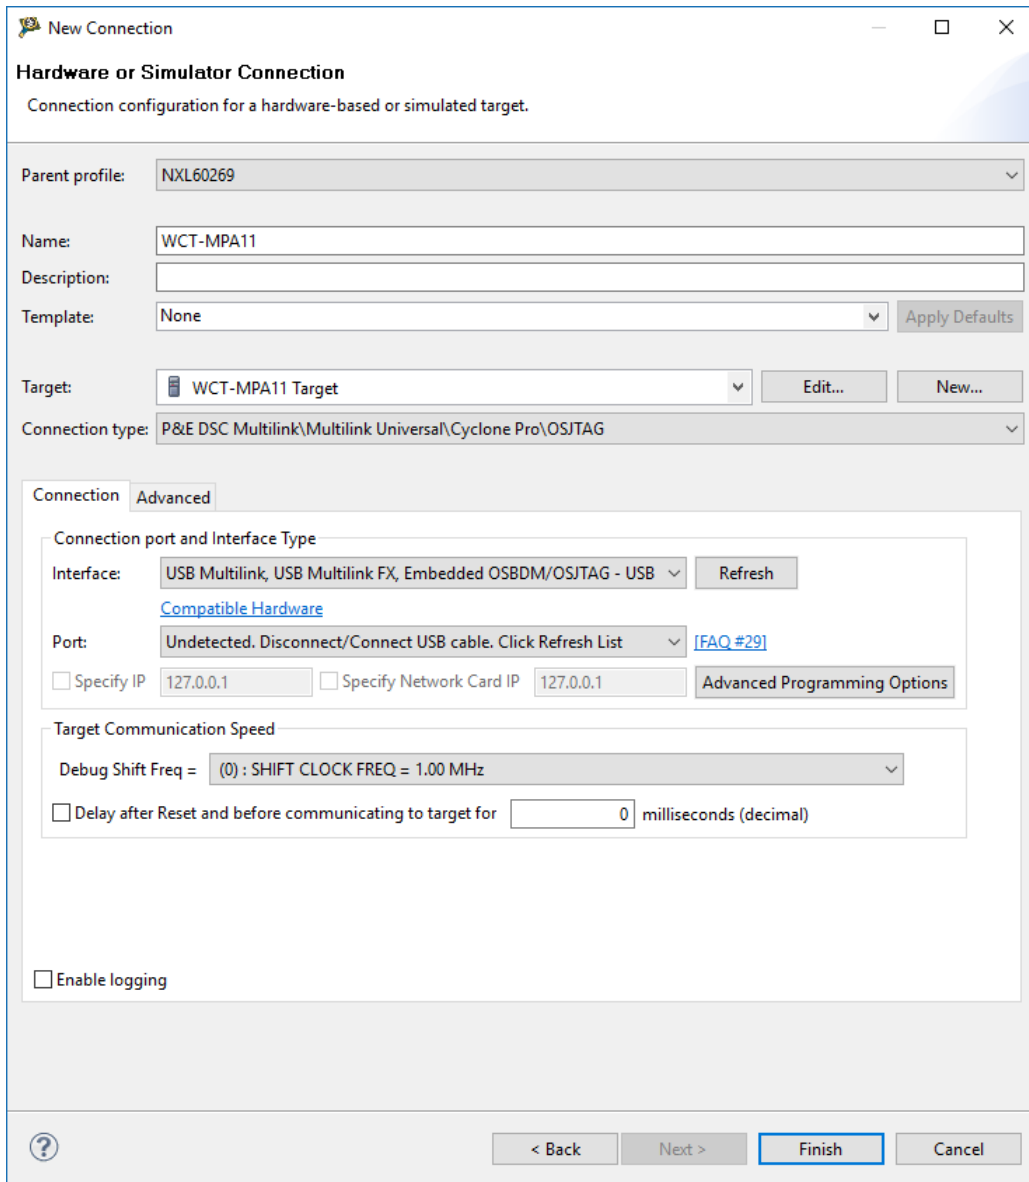 New Connection
Hardware or Simulator Connection
Connection configuration for a hardware-based or simulated target.
Parent profile: NXL60269
Name: WCT-MPA11
Description:
Template: None Apply Defaults
Target: WCT-MPA11 Target Edit... New...
Connection type: P&E DSC Multilink\Multilink Universal\Cyclone Pro\OSJTAG
Connection Advanced
Connection port and Interface Type
Interface: USB Multilink, USB Multilink FX, Embedded OSBDM/OSJTAG - USB Refresh
Compatible Hardware
Port: Undetected. Disconnect/Connect USB cable. Click Refresh List [FAQ #29]
Specify IP 127.0.0.1 Specify Network Card IP 127.0.0.1 Advanced Programming Options
Target Communication Speed
Debug Shift Freq = (0) : SHIFT CLOCK FREQ = 1.00 MHz
Delay after Reset and before communicating to target for 0 milliseconds (decimal)
Enable logging
? < Back Next > Finish Cancel